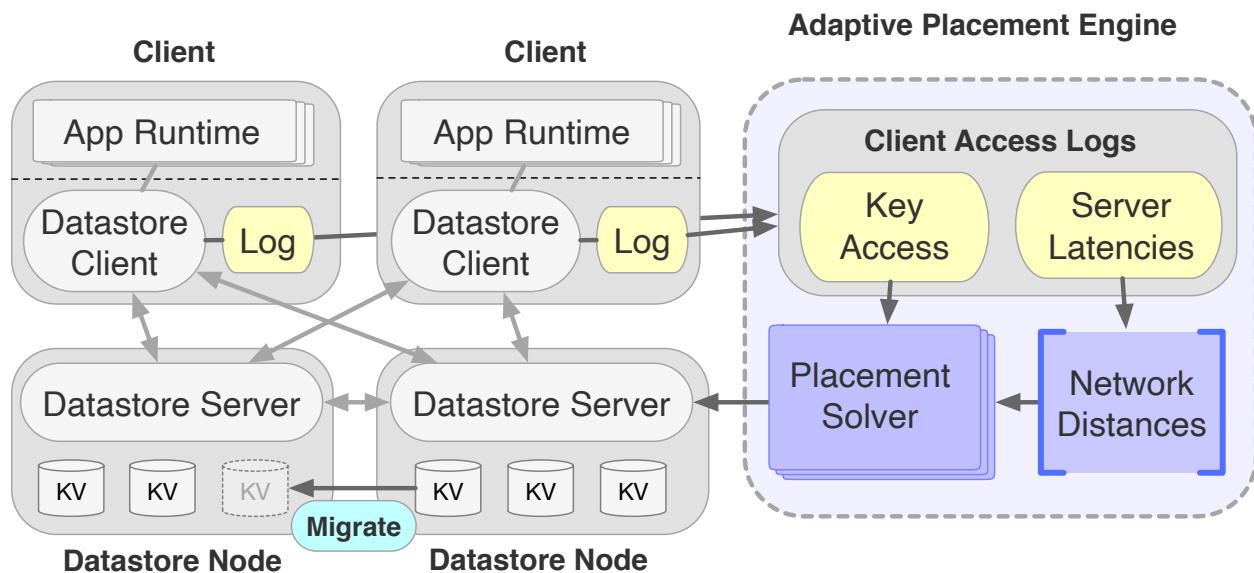 Adaptive Placement Engine
Client
Client
App Runtime
App Runtime
Client Access Logs
Datastore
Client
Log
Datastore
Client
Log
Key
Access
Server
Latencies
Placement
Solver
Network
Distances
Datastore Server
Datastore Server
KV
KV
KV
KV
KV
KV
Migrate
Datastore Node
Datastore Node